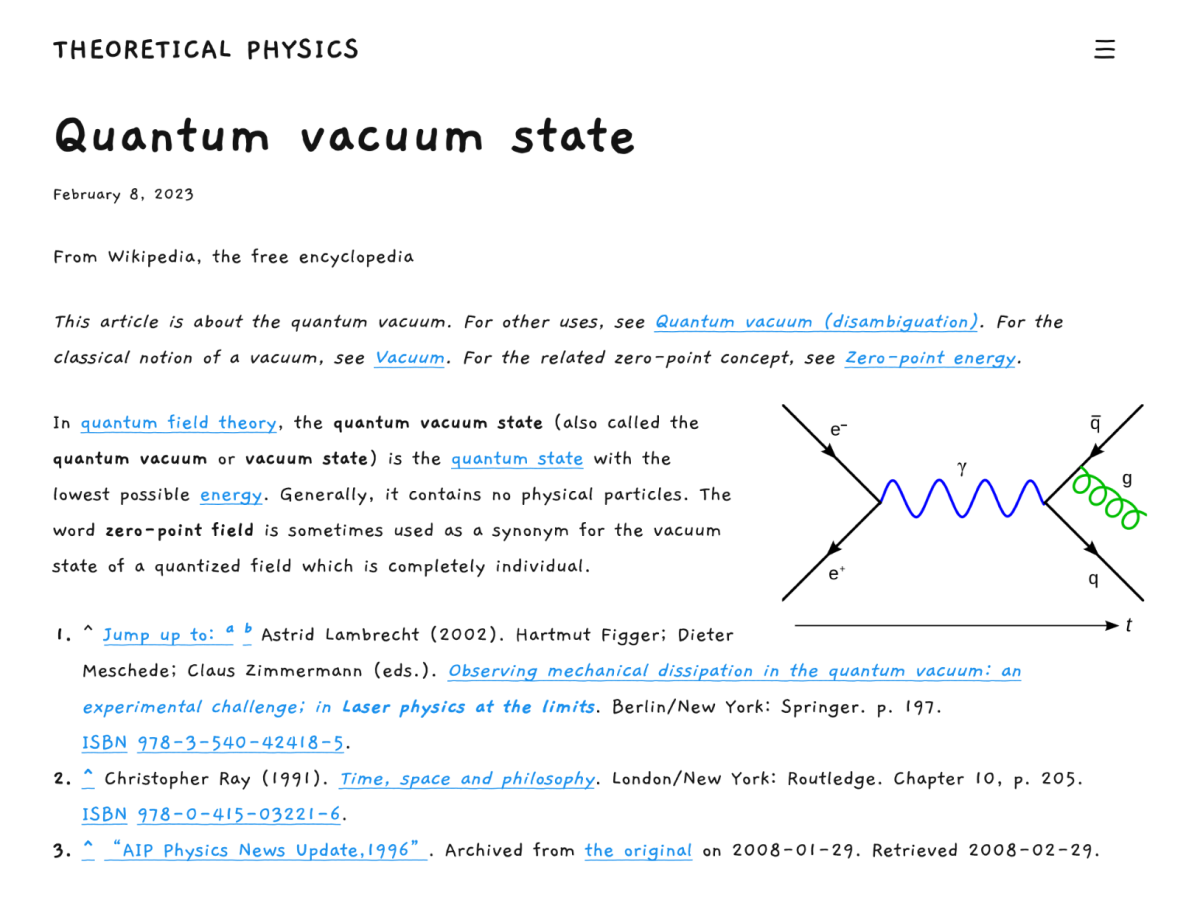 THEORETICAL PHYSICS
Quantum vacuum state
February 8, 2023
From Wikipedia, the free encyclopedia
This article is about the quantum vacuum. For other uses, see Quantum vacuum (disambiguation). For the
classical notion of a vacuum, see Vacuum. For the related zero-point concept, see Zero-point energy.
In quantum field theory, the quantum vacuum state (also called the
quantum vacuum or vacuum state) is the quantum state with the
lowest possible energy. Generally, it contains no physical particles. The
word zero-point field is sometimes used as a synonym for the vacuum
state of a quantized field which is completely individual.
e⁻
γ
q̄
g
e⁺
q
t
1. ^ Jump up to: a b Astrid Lambrecht (2002). Hartmut Figger; Dieter
Meschede; Claus Zimmermann (eds.). Observing mechanical dissipation in the quantum vacuum: an
experimental challenge; in Laser physics at the limits. Berlin/New York: Springer. p. 197.
ISBN 978-3-540-42418-5.
2. ^ Christopher Ray (1991). Time, space and philosophy. London/New York: Routledge. Chapter 10, p. 205.
ISBN 978-0-415-03221-6.
3. ^ “AIP Physics News Update,1996” . Archived from the original on 2008-01-29. Retrieved 2008-02-29.